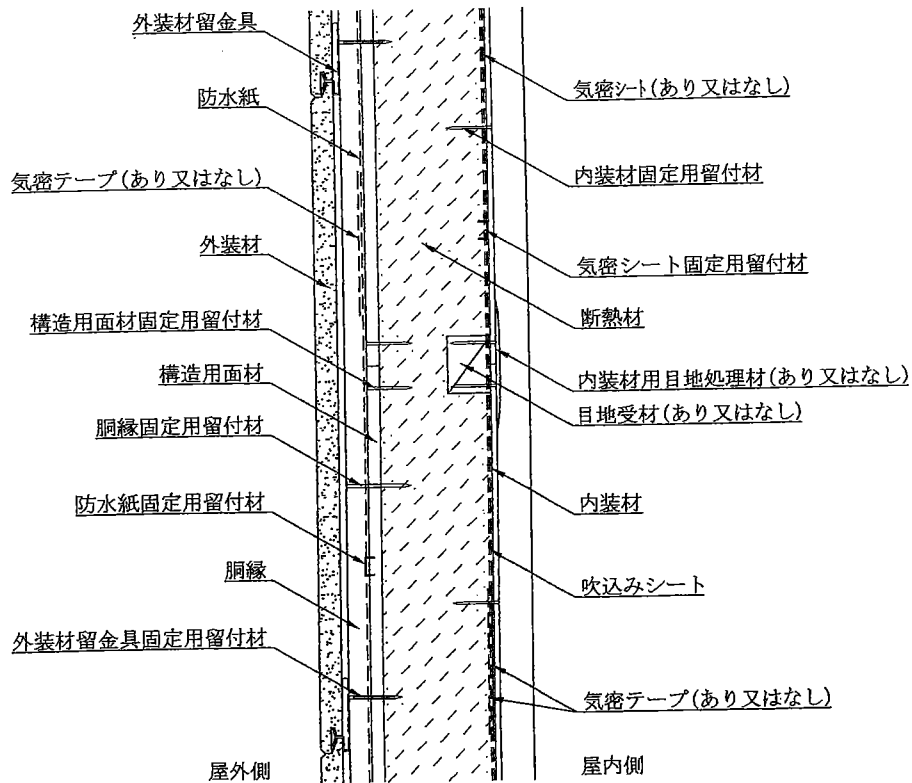 外装材留金具
防水紙
気密テープ(あり又はなし)
外装材
構造用面材固定用留付材
構造用面材
胴縁固定用留付材
防水紙固定用留付材
胴縁
外装材留金具固定用留付材
屋外側
気密シート(あり又はなし)
内装材固定用留付材
気密シート固定用留付材
断熱材
内装材用目地処理材(あり又はなし)
目地受材(あり又はなし)
内装材
吹込みシート
気密テープ(あり又はなし)
屋内側